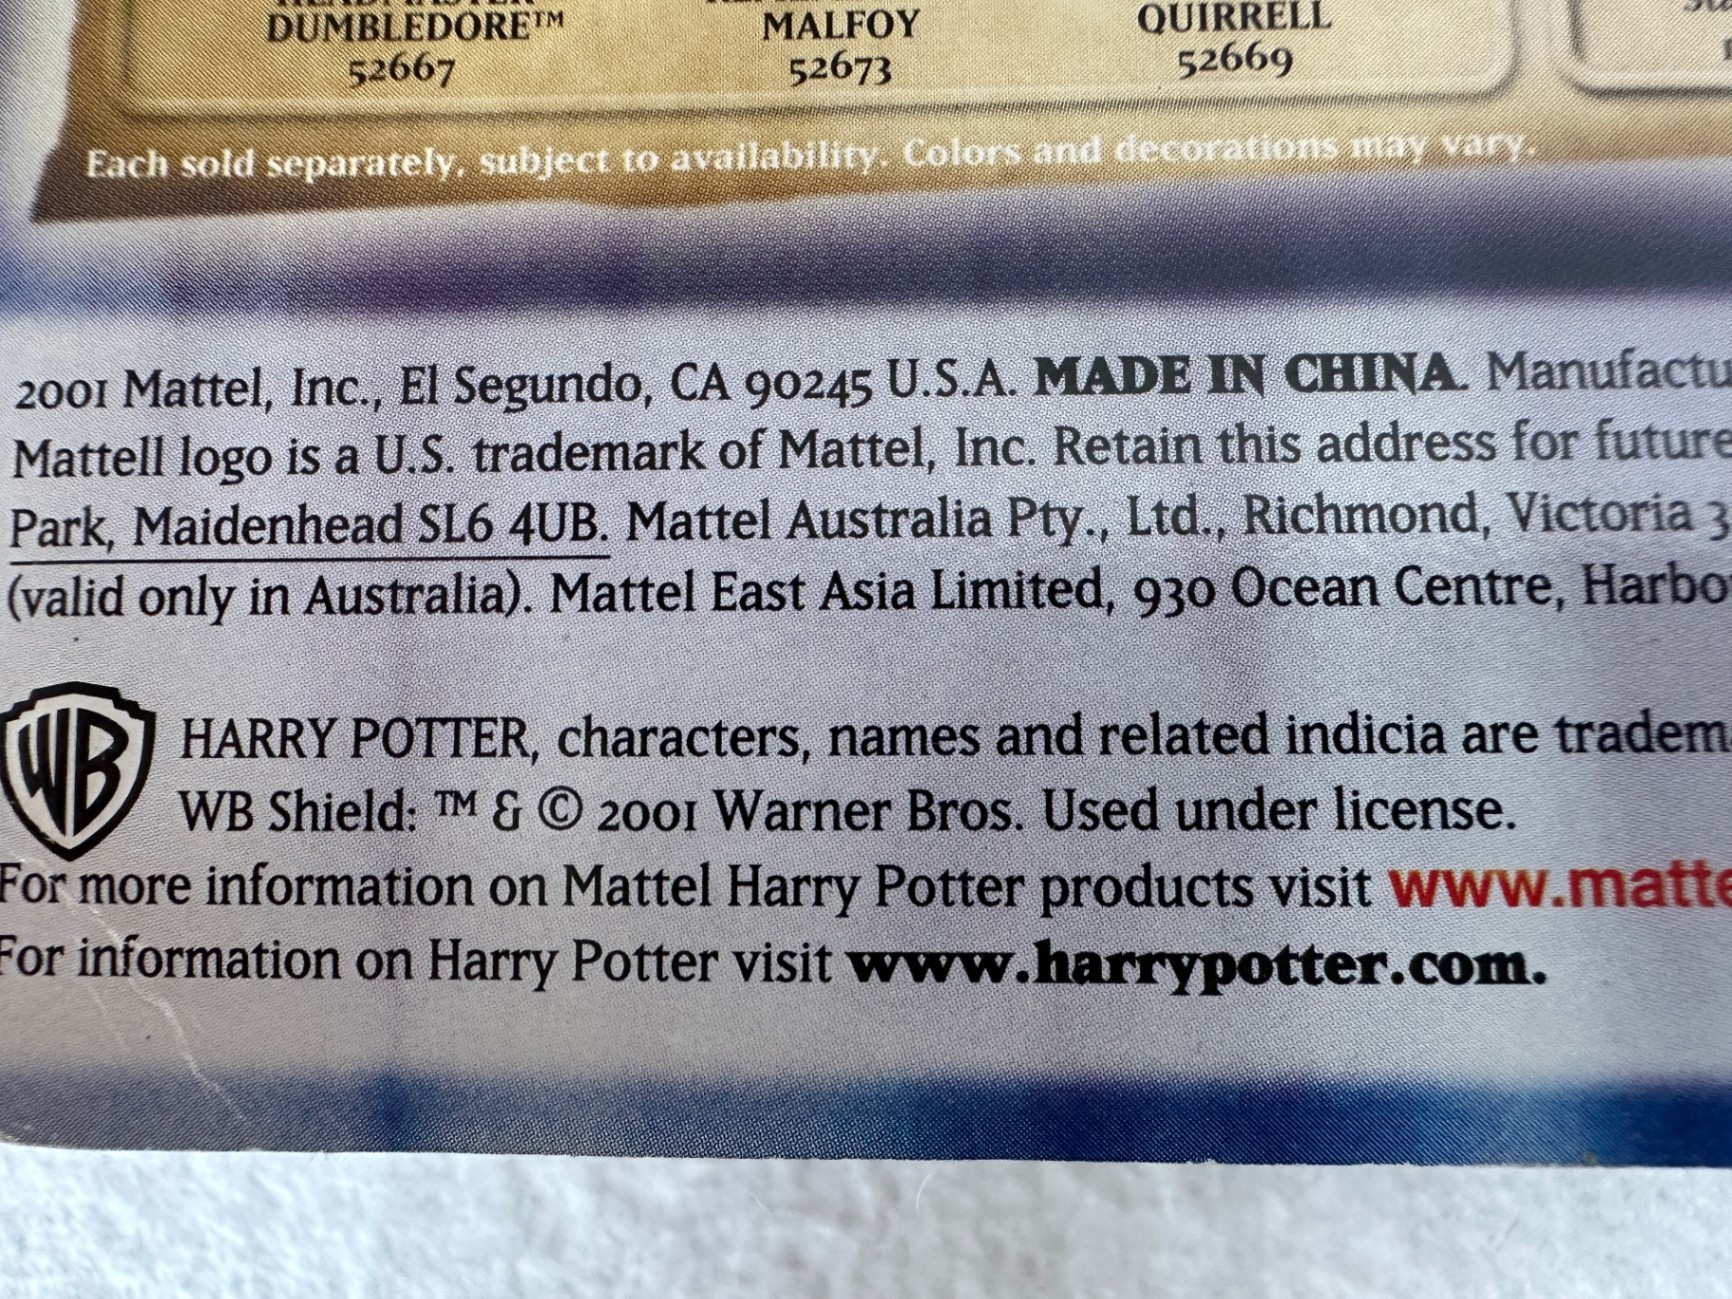 HEADMASTER
DUMBLEDORE™
52667
MALFOY
52673
QUIRRELL
52669
Each sold separately, subject to availability. Colors and decorations may vary.
2001 Mattel, Inc., El Segundo, CA 90245 U.S.A. MADE IN CHINA. Manufactu
Mattell logo is a U.S. trademark of Mattel, Inc. Retain this address for future
Park, Maidenhead SL6 4UB. Mattel Australia Pty., Ltd., Richmond, Victoria 3
(valid only in Australia). Mattel East Asia Limited, 930 Ocean Centre, Harbo
WB
HARRY POTTER, characters, names and related indicia are tradema
WB Shield: ™ & © 2001 Warner Bros. Used under license.
For more information on Mattel Harry Potter products visit www.matte
For information on Harry Potter visit www.harrypotter.com.